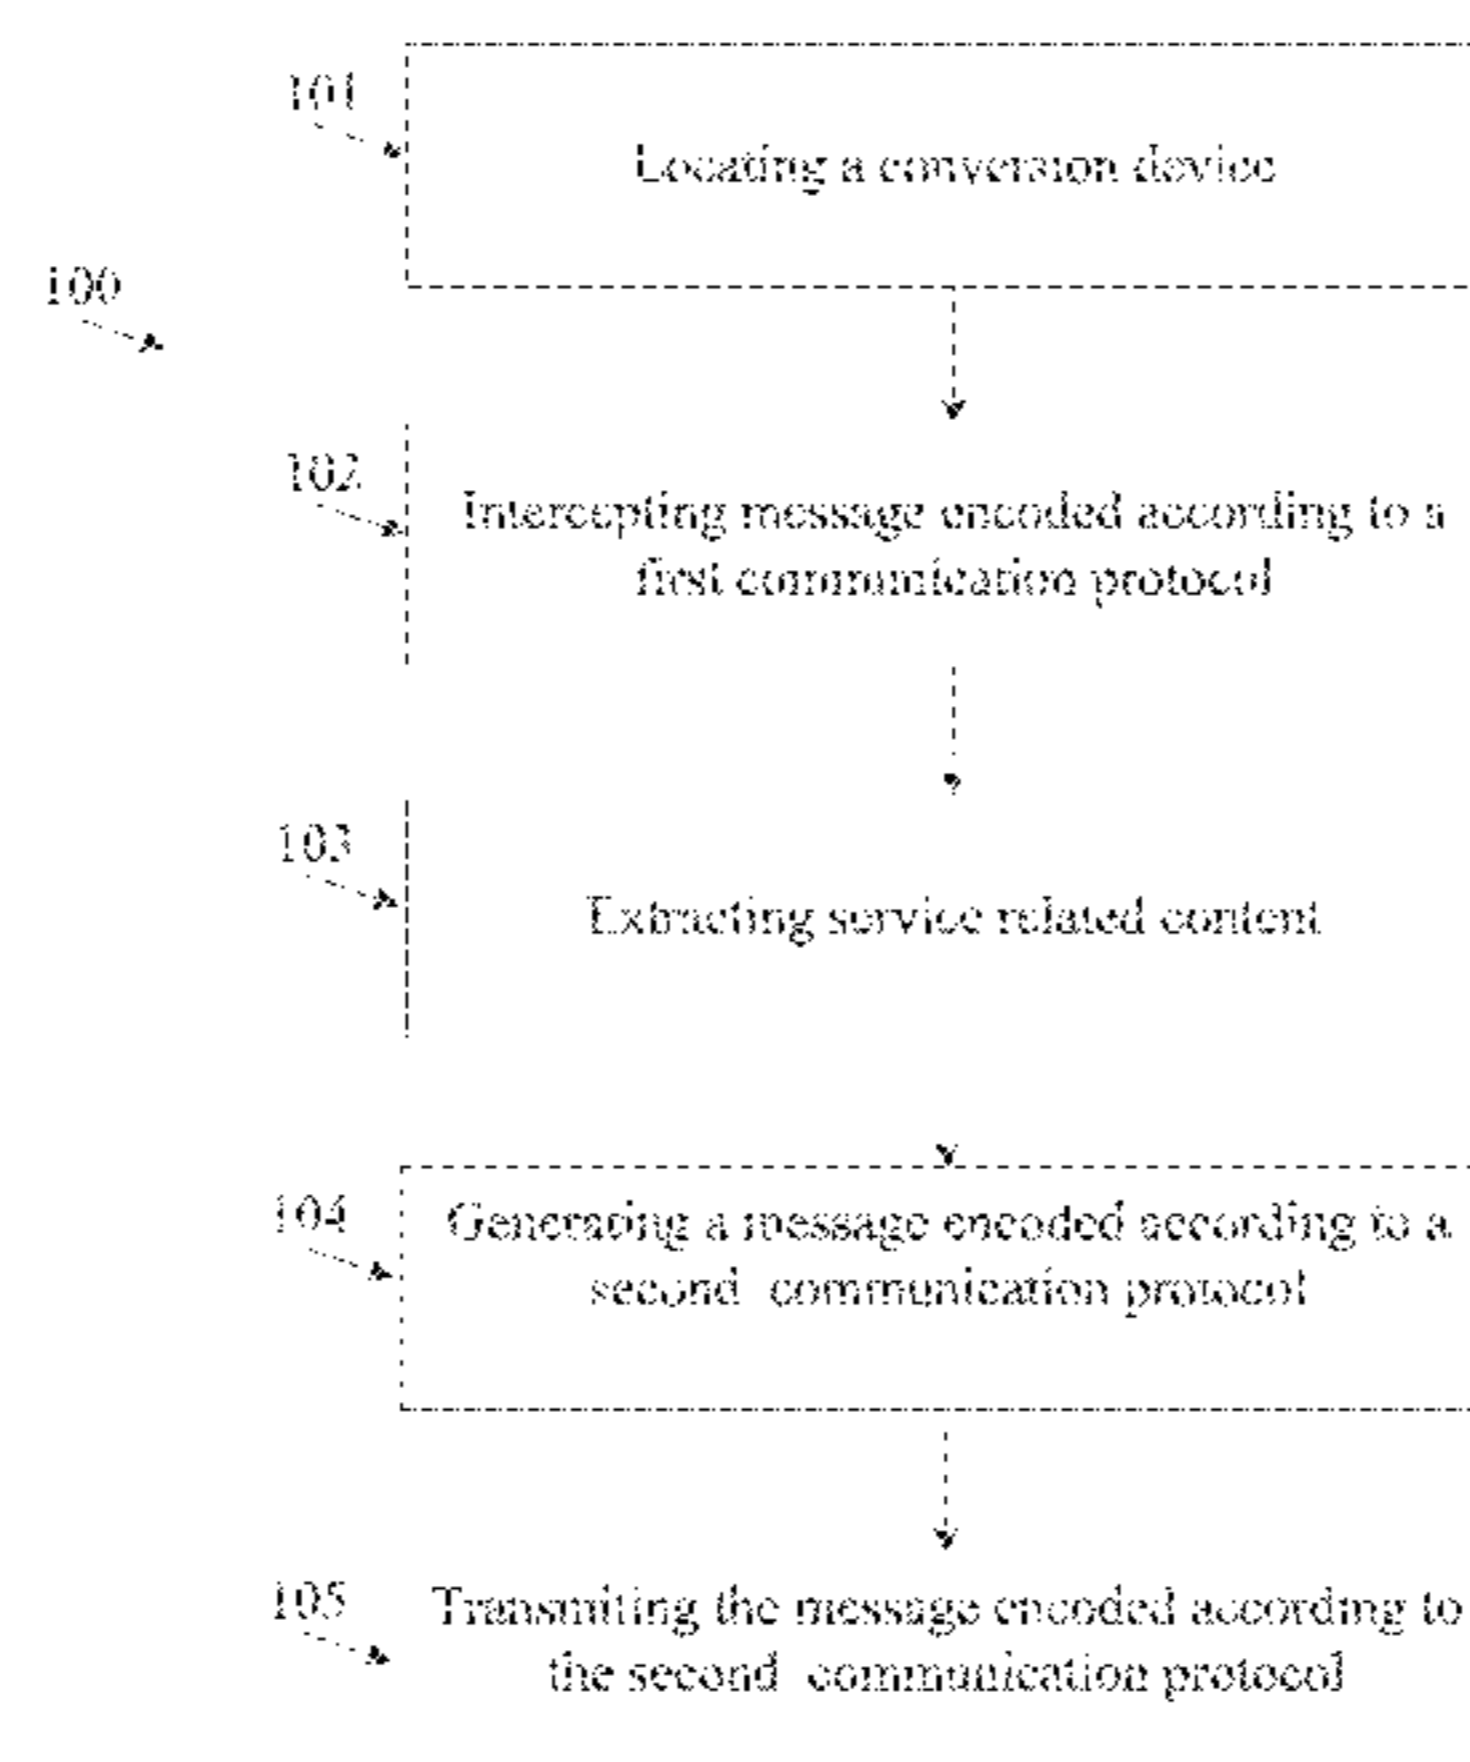 101
Locating a conversion device
100
102
Intercepting message encoded according to a
first communication protocol
103
Extracting service related content
104
Generating a message encoded according to a
second communication protocol
105
Transmiting the message encoded according to
the second communication protocol